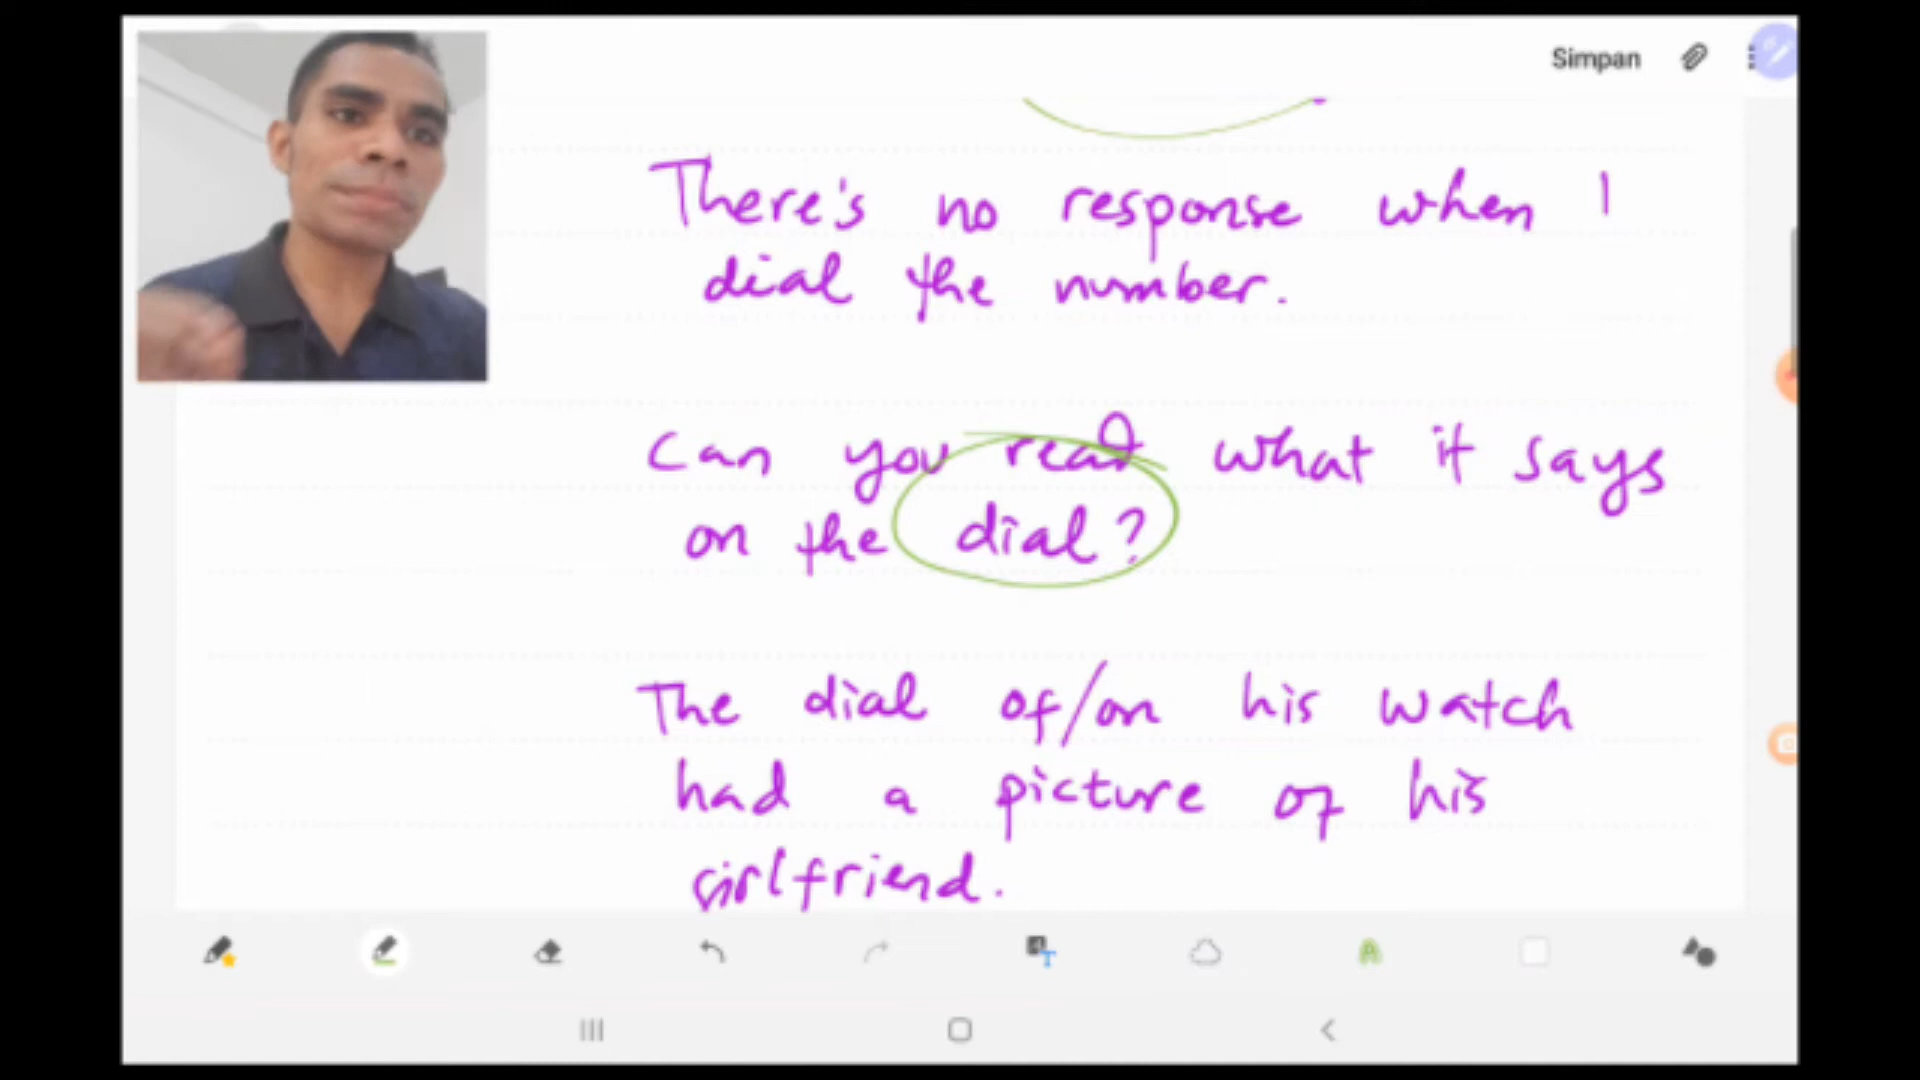 Simpan
There's no response when I
dial the number.
Can you read what it says
on the dial?
The dial of/on his watch
had a picture of his
girlfriend.